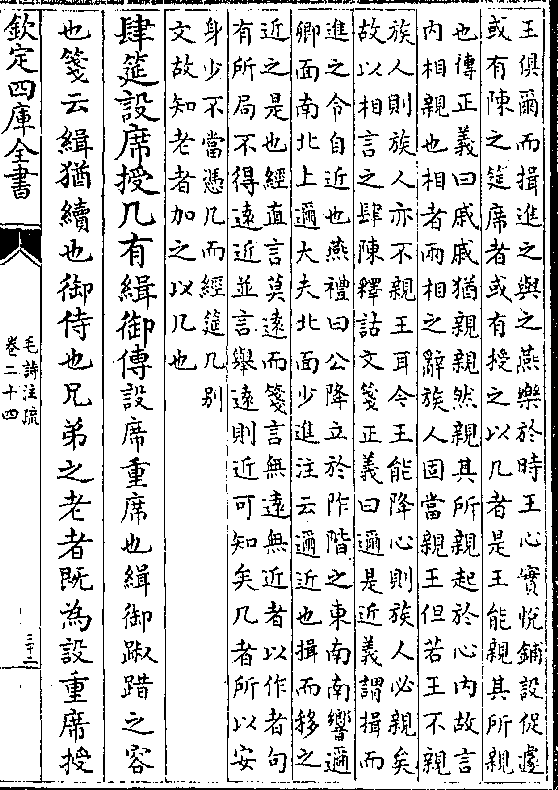 王俱爾而揖進之與之燕樂於時王心實悅鋪設促遽
或有陳之筵席者或有授之以几者是王能親其所親
也傳正義曰戚戚猶親親然親其所親起於心内故言
内相親也相者兩相之辭族人固當親王但若王不親
族人則族人亦不親王耳今王能降心則族人必親矣
故以相言之肆陳釋詁文箋正義曰邇是近義謂揖而
進之令自近也燕禮曰公降立於阼階之東南南嚮邇
卿面南北上邇大夫北面少進注云邇近也揖而移之
近之是也經直言莫遠而箋言無遠無近者以作者句
有所局不得遠近並言舉遠則近可知矣几者所以安
身少不當憑几而經筵几别
文故知老者加之以几也
肆筵設席授几有緝御傳設席重席也緝御踧踖之容
也箋云緝猶續也御侍也兄弟之老者既為設重席授
欽定四庫全書
毛詩注疏
卷二十四
三十二